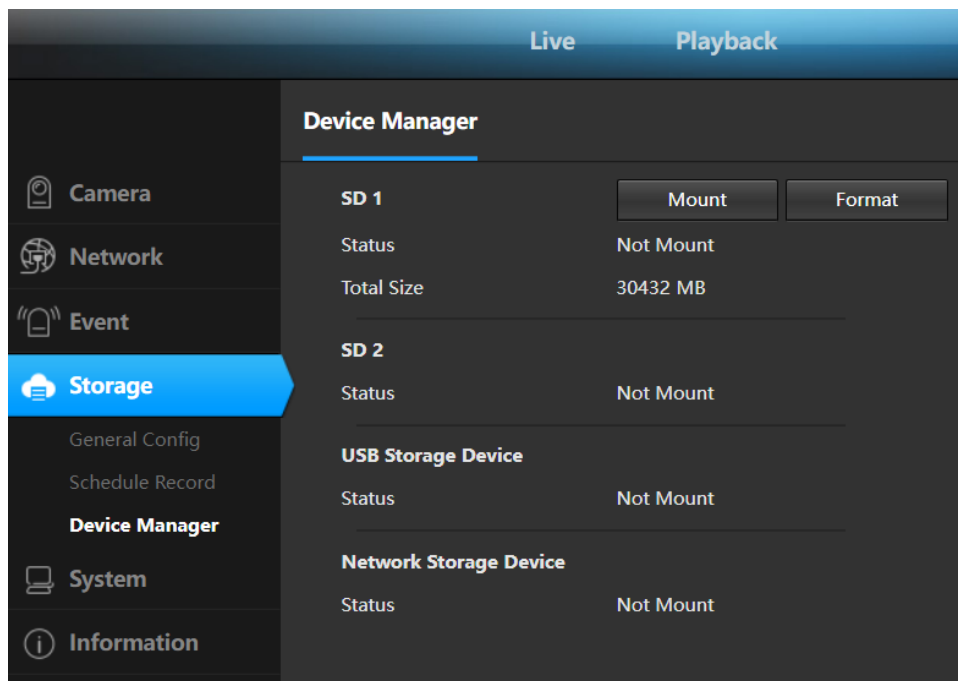 Live Playback
Device Manager
Camera
Network
Event
Storage
General Config
Schedule Record
Device Manager
System
Information
SD 1 Mount Format
Status Not Mount
Total Size 30432 MB
SD 2
Status Not Mount
USB Storage Device
Status Not Mount
Network Storage Device
Status Not Mount